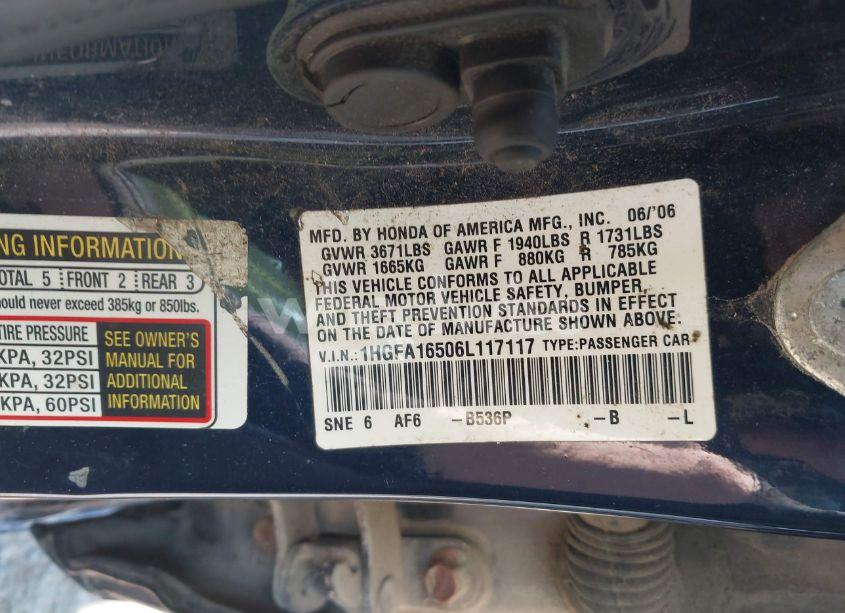 NG INFORMATION
TOTAL 5 FRONT 2 REAR 3
ould never exceed 385kg or 850lbs.
TIRE PRESSURE
KPA, 32PSI
KPA, 32PSI
KPA, 60PSI
SEE OWNER'S
MANUAL FOR
ADDITIONAL
INFORMATION
MFD. BY HONDA OF AMERICA MFG., INC. 06/'06
GVWR 3671LBS GAWR F 1940LBS R 1731LBS
GVWR 1665KG GAWR F 880KG R 785KG
THIS VEHICLE CONFORMS TO ALL APPLICABLE
FEDERAL MOTOR VEHICLE SAFETY, BUMPER,
AND THEFT PREVENTION STANDARDS IN EFFECT
ON THE DATE OF MANUFACTURE SHOWN ABOVE.
V.I.N.: 1HGFA16506L117117 TYPE:PASSENGER CAR
SNE 6 AF6 -B536P -B -L